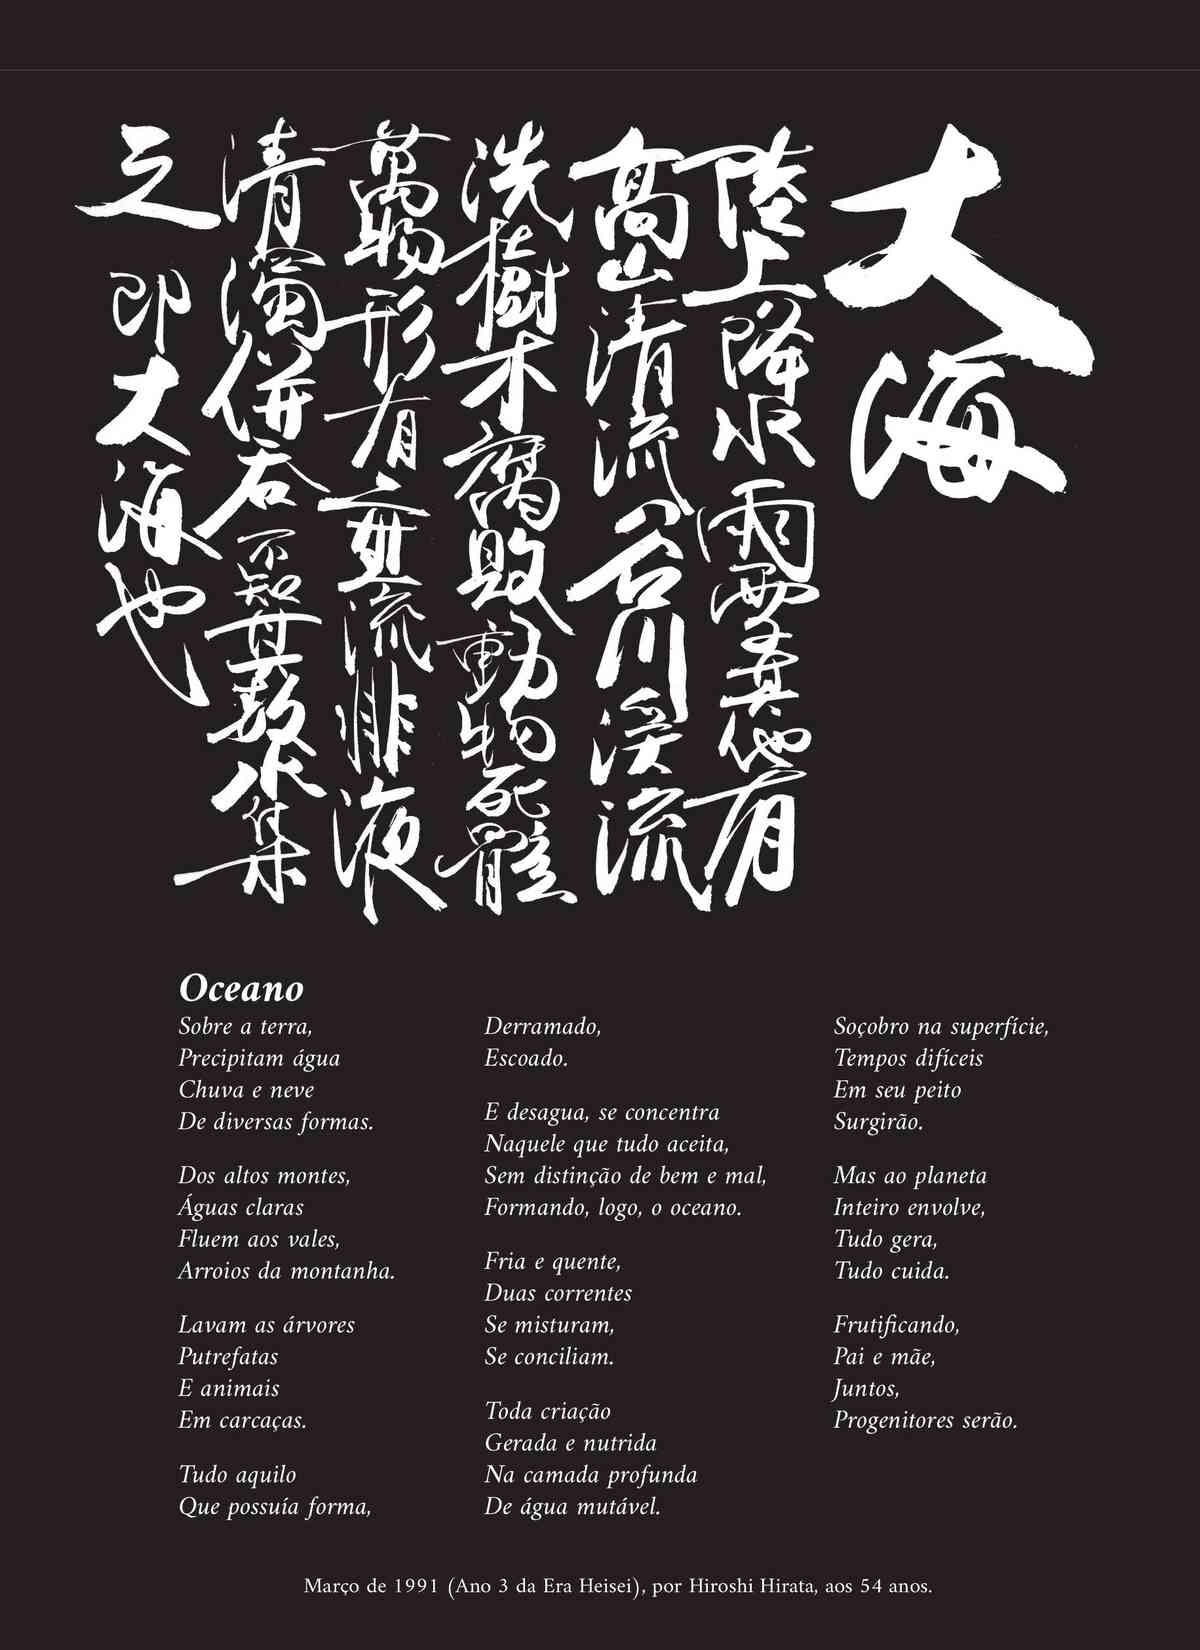 大海
陸上降水雨雪其他有
高山清流谷川渓流
洗樹木腐敗動物死體
萬物形有流排液
清濁併呑不知其数水集
之即大海也
Oceano
Sobre a terra,
Precipitam água
Chuva e neve
De diversas formas.
Dos altos montes,
Águas claras
Fluem aos vales,
Arroios da montanha.
Lavam as árvores
Putrefatas
E animais
Em carcaças.
Tudo aquilo
Que possuía forma,
Derramado,
Escoado.
E desagua, se concentra
Naquele que tudo aceita,
Sem distinção de bem e mal,
Formando, logo, o oceano.
Fria e quente,
Duas correntes
Se misturam,
Se conciliam.
Toda criação
Gerada e nutrida
Na camada profunda
De água mutável.
Soçobro na superfície,
Tempos difíceis
Em seu peito
Surgirão.
Mas ao planeta
Inteiro envolve,
Tudo gera,
Tudo cuida.
Frutificando,
Pai e mãe,
Juntos,
Progenitores serão.
Março de 1991 (Ano 3 da Era Heisei), por Hiroshi Hirata, aos 54 anos.